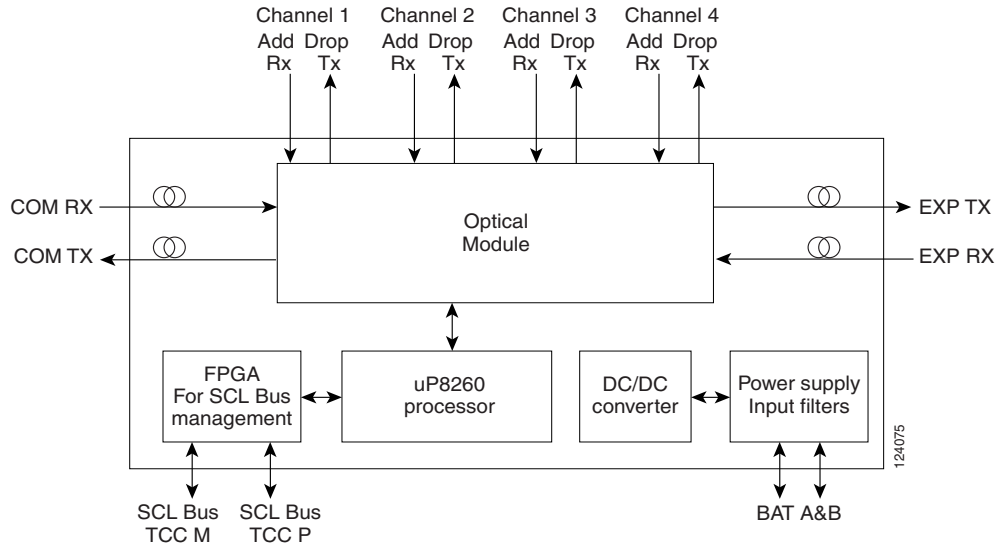 Channel 1 Channel 2 Channel 3 Channel 4
Add Drop Add Drop Add Drop Add Drop
Rx Tx Rx Tx Rx Tx Rx Tx
COM RX
COM TX
Optical
Module
EXP TX
EXP RX
FPGA
For SCL Bus
management
uP8260
processor
DC/DC
converter
Power supply
Input filters
124075
SCL Bus
TCC M
SCL Bus
TCC P
BAT A&B